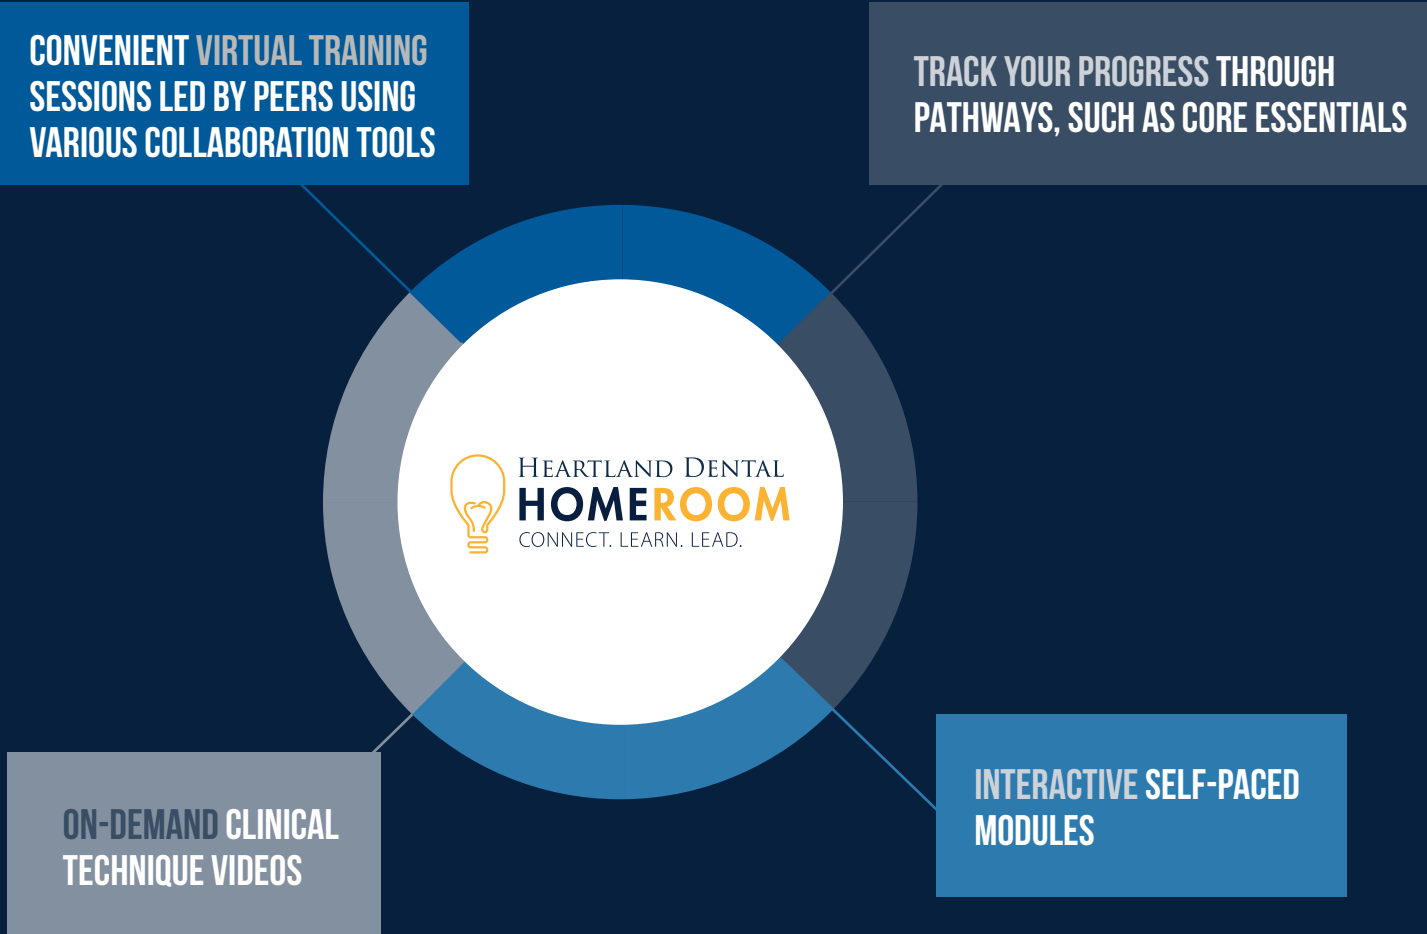 CONVENIENT VIRTUAL TRAINING
SESSIONS LED BY PEERS USING
VARIOUS COLLABORATION TOOLS
TRACK YOUR PROGRESS THROUGH
PATHWAYS, SUCH AS CORE ESSENTIALS
HEARTLAND DENTAL
HOMEROOM
CONNECT. LEARN. LEAD.
ON-DEMAND CLINICAL
TECHNIQUE VIDEOS
INTERACTIVE SELF-PACED
MODULES